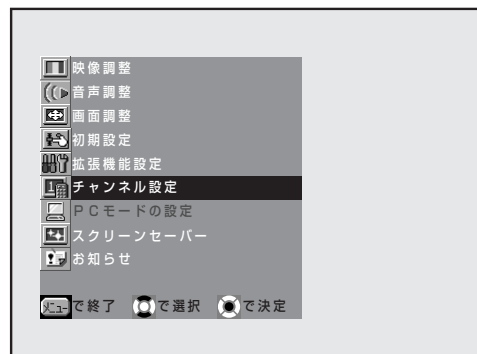 映像調整
音声調整
画面調整
初期設定
拡張機能設定
チャンネル設定
ＰＣモードの設定
スクリーンセーバー
お知らせ
メニューで終了 で選択 で決定